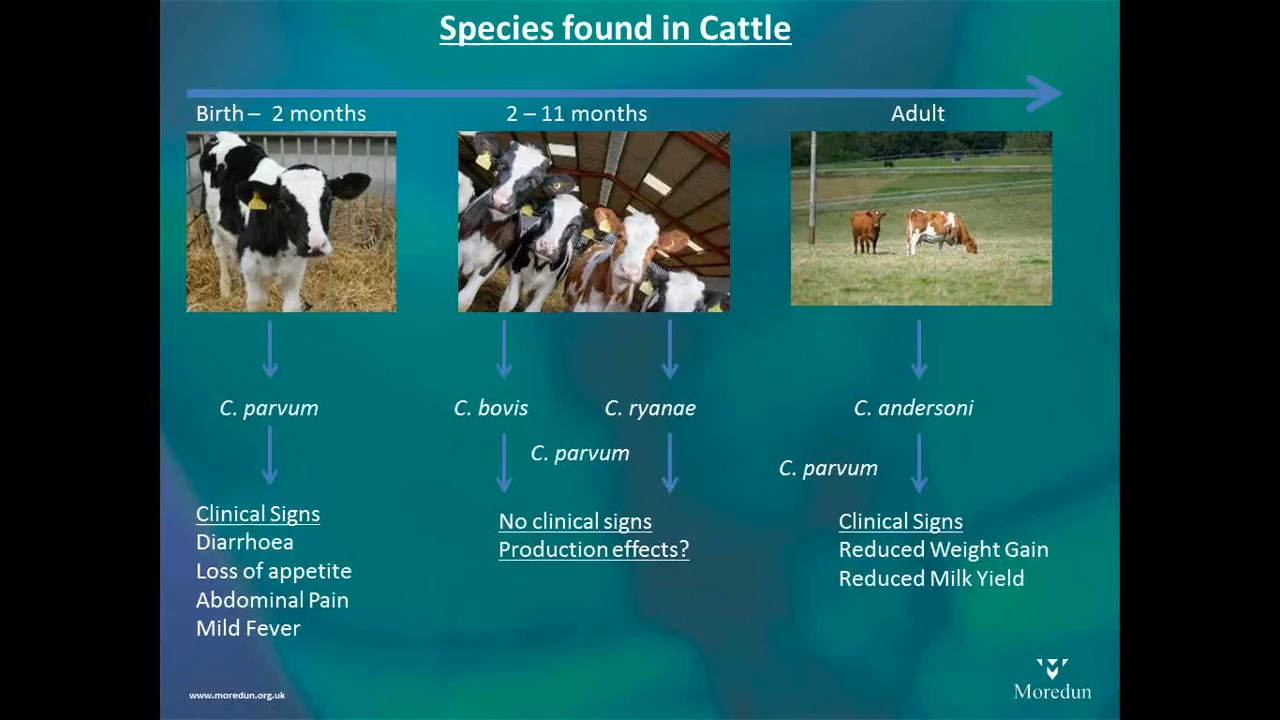 Species found in Cattle
Birth – 2 months
2 – 11 months
Adult
C. parvum
C. bovis
C. ryanae
C. andersoni
C. parvum
C. parvum
Clinical Signs
Diarrhoea
Loss of appetite
Abdominal Pain
Mild Fever
No clinical signs
Production effects?
Clinical Signs
Reduced Weight Gain
Reduced Milk Yield
www.moredun.org.uk
Moredun